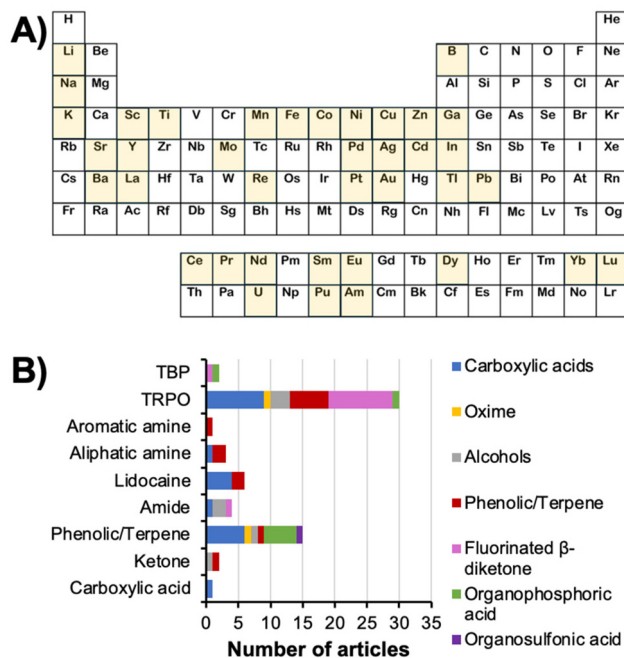 A)
H He
Li Be B C N O F Ne
Na Mg Al Si P S Cl Ar
K Ca Sc Ti V Cr Mn Fe Co Ni Cu Zn Ga Ge As Se Br Kr
Rb Sr Y Zr Nb Mo Tc Ru Rh Pd Ag Cd In Sn Sb Te I Xe
Cs Ba La Hf Ta W Re Os Ir Pt Au Hg Tl Pb Bi Po At Rn
Fr Ra Ac Rf Db Sg Bh Hs Mt Ds Rg Cn Nh Fl Mc Lv Ts Og
Ce Pr Nd Pm Sm Eu Gd Tb Dy Ho Er Tm Yb Lu
Th Pa U Np Pu Am Cm Bk Cf Es Fm Md No Lr
B)
TBP
TRPO
Aromatic amine
Aliphatic amine
Lidocaine
Amide
Phenolic/Terpene
Ketone
Carboxylic acid
0 5 10 15 20 25 30 35
Number of articles
Carboxylic acids
Oxime
Alcohols
Phenolic/Terpene
Fluorinated β-
diketone
Organophosphoric
acid
Organosulfonic acid